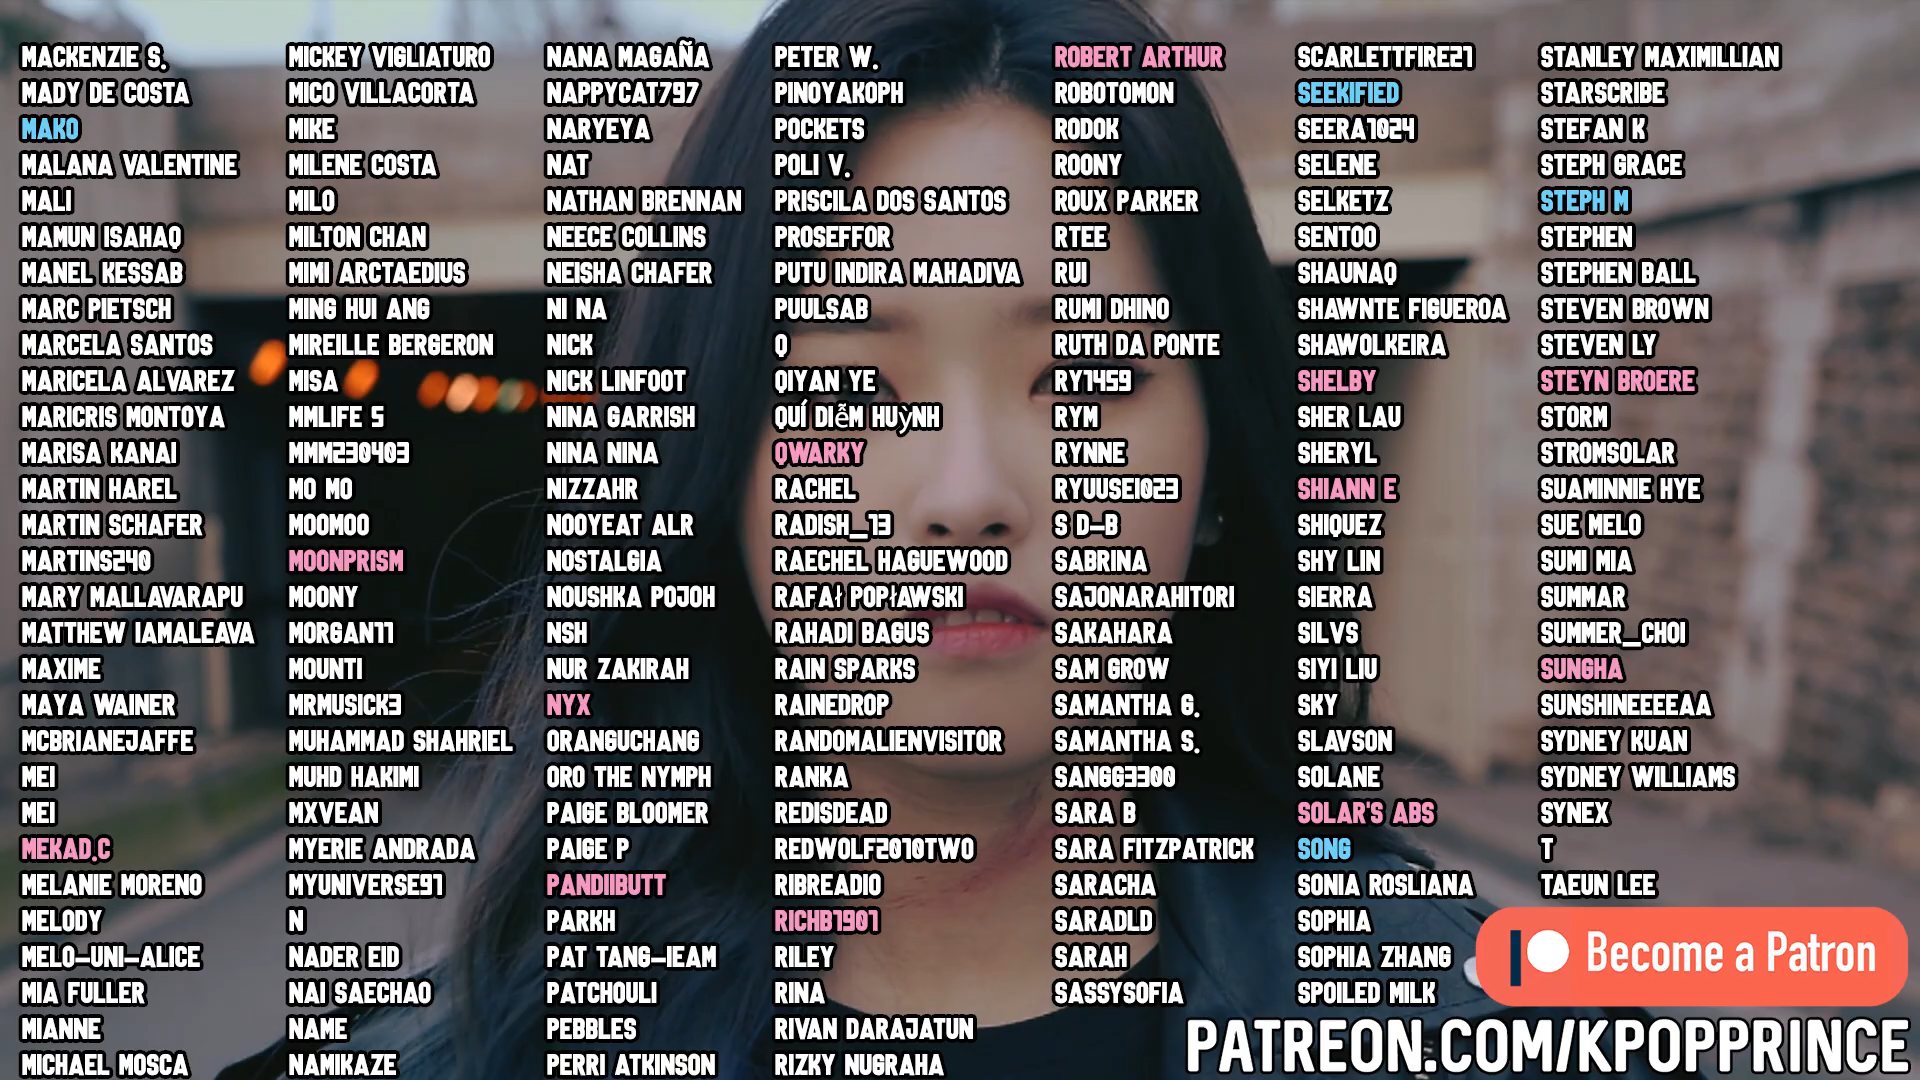 MACKENZIE S.
MADY DE COSTA
MAKO
MALANA VALENTINE
MALI
MAMUN ISAHAQ
MANEL KESSAB
MARC PIETSCH
MARCELA SANTOS
MARICELA ALVAREZ
MARICRIS MONTOYA
MARISA KANAI
MARTIN HAREL
MARTIN SCHAFER
MARTINS240
MARY MALLAVARAPU
MATTHEW IAMALEAVA
MAXIME
MAYA WAINER
MCBRIANEJAFFE
MEI
MEI
MEKAD.C
MELANIE MORENO
MELODY
MELO-UNI-ALICE
MIA FULLER
MIANNE
MICHAEL MOSCA
MICKEY VIGLIATURO
MICO VILLACORTA
MIKE
MILENE COSTA
MILO
MILTON CHAN
MIMI ARCTAEDIUS
MING HUI ANG
MIREILLE BERGERON
MISA
MMLIFE S
MMM230403
MO MO
MOOMOO
MOONPRISM
MOONY
MORGAN11
MOUNTI
MRMUSICK3
MUHAMMAD SHAHRIEL
MUHD HAKIMI
MXVEAN
MYERIE ANDRADA
MYUNIVERSE91
N
NADER EID
NAI SAECHAO
NAME
NAMIKAZE
NANA MAGAÑA
NAPPYCAT797
NARYEYA
NAT
NATHAN BRENNAN
NEECE COLLINS
NEISHA CHAFER
NI NA
NICK
NICK LINFOOT
NINA GARRISH
NINA NINA
NIZZAHR
NOOYEAT ALR
NOSTALGIA
NOUSHKA POJOH
NSH
NUR ZAKIRAH
NYX
ORANGUCHANG
ORO THE NYMPH
PAIGE BLOOMER
PAIGE P
PANDIIBUTT
PARKH
PAT TANG-IEAM
PATCHOULI
PEBBLES
PERRI ATKINSON
PETER W.
PINOYAKOPH
POCKETS
POLI V.
PRISCILA DOS SANTOS
PROSEFFOR
PUTU INDIRA MAHADIVA
PUULSAB
Q
QIYAN YE
QUÍ DIễM HUỳNH
QWARKY
RACHEL
RADISH_13
RAECHEL HAGUEWOOD
RAFAł POPłAWSKI
RAHADI BAGUS
RAIN SPARKS
RAINEDROP
RANDOMALIENVISITOR
RANKA
REDISDEAD
REDWOLF2010TWO
RIBREADIO
RICHB1901
RILEY
RINA
RIVAN DARAJATUN
RIZKY NUGRAHA
ROBERT ARTHUR
ROBOTOMON
RODOK
ROONY
ROUX PARKER
RTEE
RUI
RUMI DHINO
RUTH DA PONTE
RY1459
RYM
RYNNE
RYUUSEI023
S D-B
SABRINA
SAJONARAHITORI
SAKAHARA
SAM GROW
SAMANTHA G.
SAMANTHA S.
SANGG3300
SARA B
SARA FITZPATRICK
SARACHA
SARADLD
SARAH
SASSYSOFIA
SCARLETTFIRE21
SEEKIFIED
SEERA1024
SELENE
SELKETZ
SENTOO
SHAUNAQ
SHAWNTE FIGUEROA
SHAWOLKEIRA
SHELBY
SHER LAU
SHERYL
SHIANN E
SHIQUEZ
SHY LIN
SIERRA
SILVS
SIYI LIU
SKY
SLAVSON
SOLANE
SOLAR'S ABS
SONG
SONIA ROSLIANA
SOPHIA
SOPHIA ZHANG
SPOILED MILK
STANLEY MAXIMILLIAN
STARSCRIBE
STEFAN K
STEPH GRACE
STEPH M
STEPHEN
STEPHEN BALL
STEVEN BROWN
STEVEN LY
STEYN BROERE
STORM
STROMSOLAR
SUAMINNIE HYE
SUE MELO
SUMI MIA
SUMMAR
SUMMER_CHOI
SUNGHA
SUNSHINEEEEAA
SYDNEY KUAN
SYDNEY WILLIAMS
SYNEX
T
TAEUN LEE
Become a Patron
PATREON.COM/KPOPPRINCE